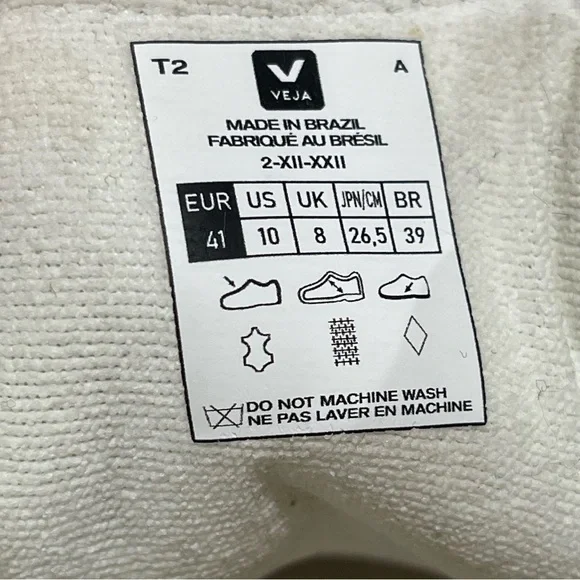 T2 A
VEJA
MADE IN BRAZIL
FABRIQUÉ AU BRÉSIL
2-XII-XXII
EUR US UK JPN/CM BR
41 10 8 26,5 39
DO NOT MACHINE WASH
NE PAS LAVER EN MACHINE